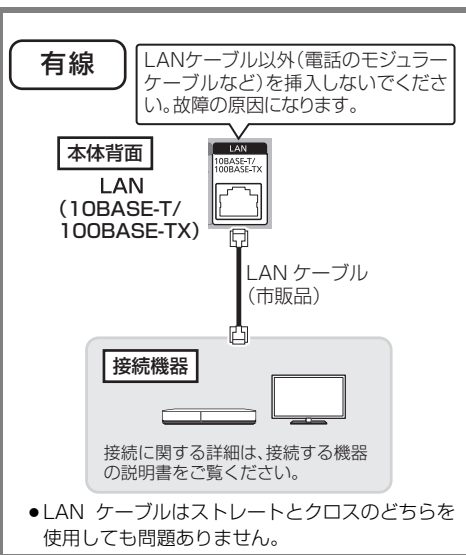 有線
LANケーブル以外(電話のモジュラー
ケーブルなど)を挿入しないでくださ
い。故障の原因になります。
本体背面
LAN
(10BASE-T/
100BASE-TX)
LAN
10BASE-T/
100BASE-TX
LAN ケーブル
(市販品)
接続機器
接続に関する詳細は、接続する機器
の説明書をご覧ください。
●LAN ケーブルはストレートとクロスのどちらを
使用しても問題ありません。